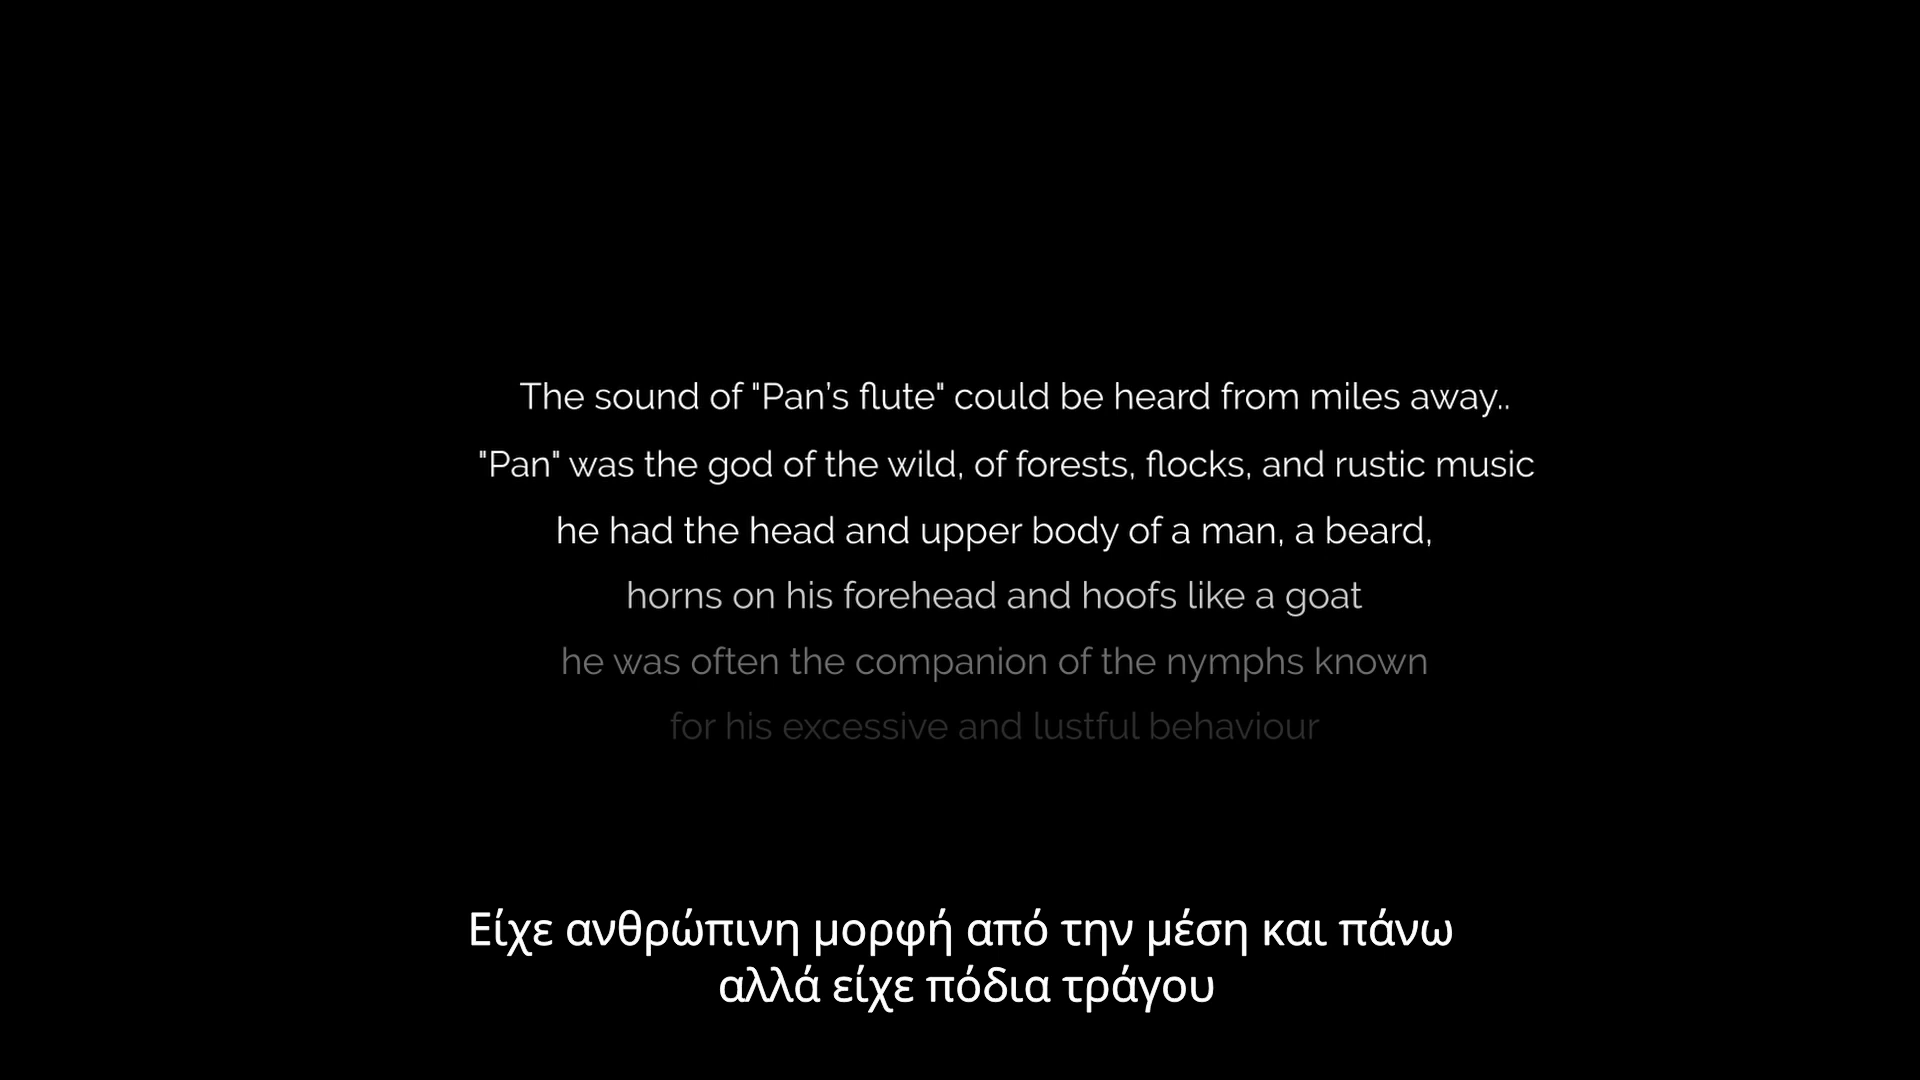 The sound of "Pan’s flute" could be heard from miles away..
"Pan" was the god of the wild, of forests, flocks, and rustic music
he had the head and upper body of a man, a beard,
horns on his forehead and hoofs like a goat
he was often the companion of the nymphs known
for his excessive and lustful behaviour
Είχε ανθρώπινη μορφή από την μέση και πάνω
αλλά είχε πόδια τράγου